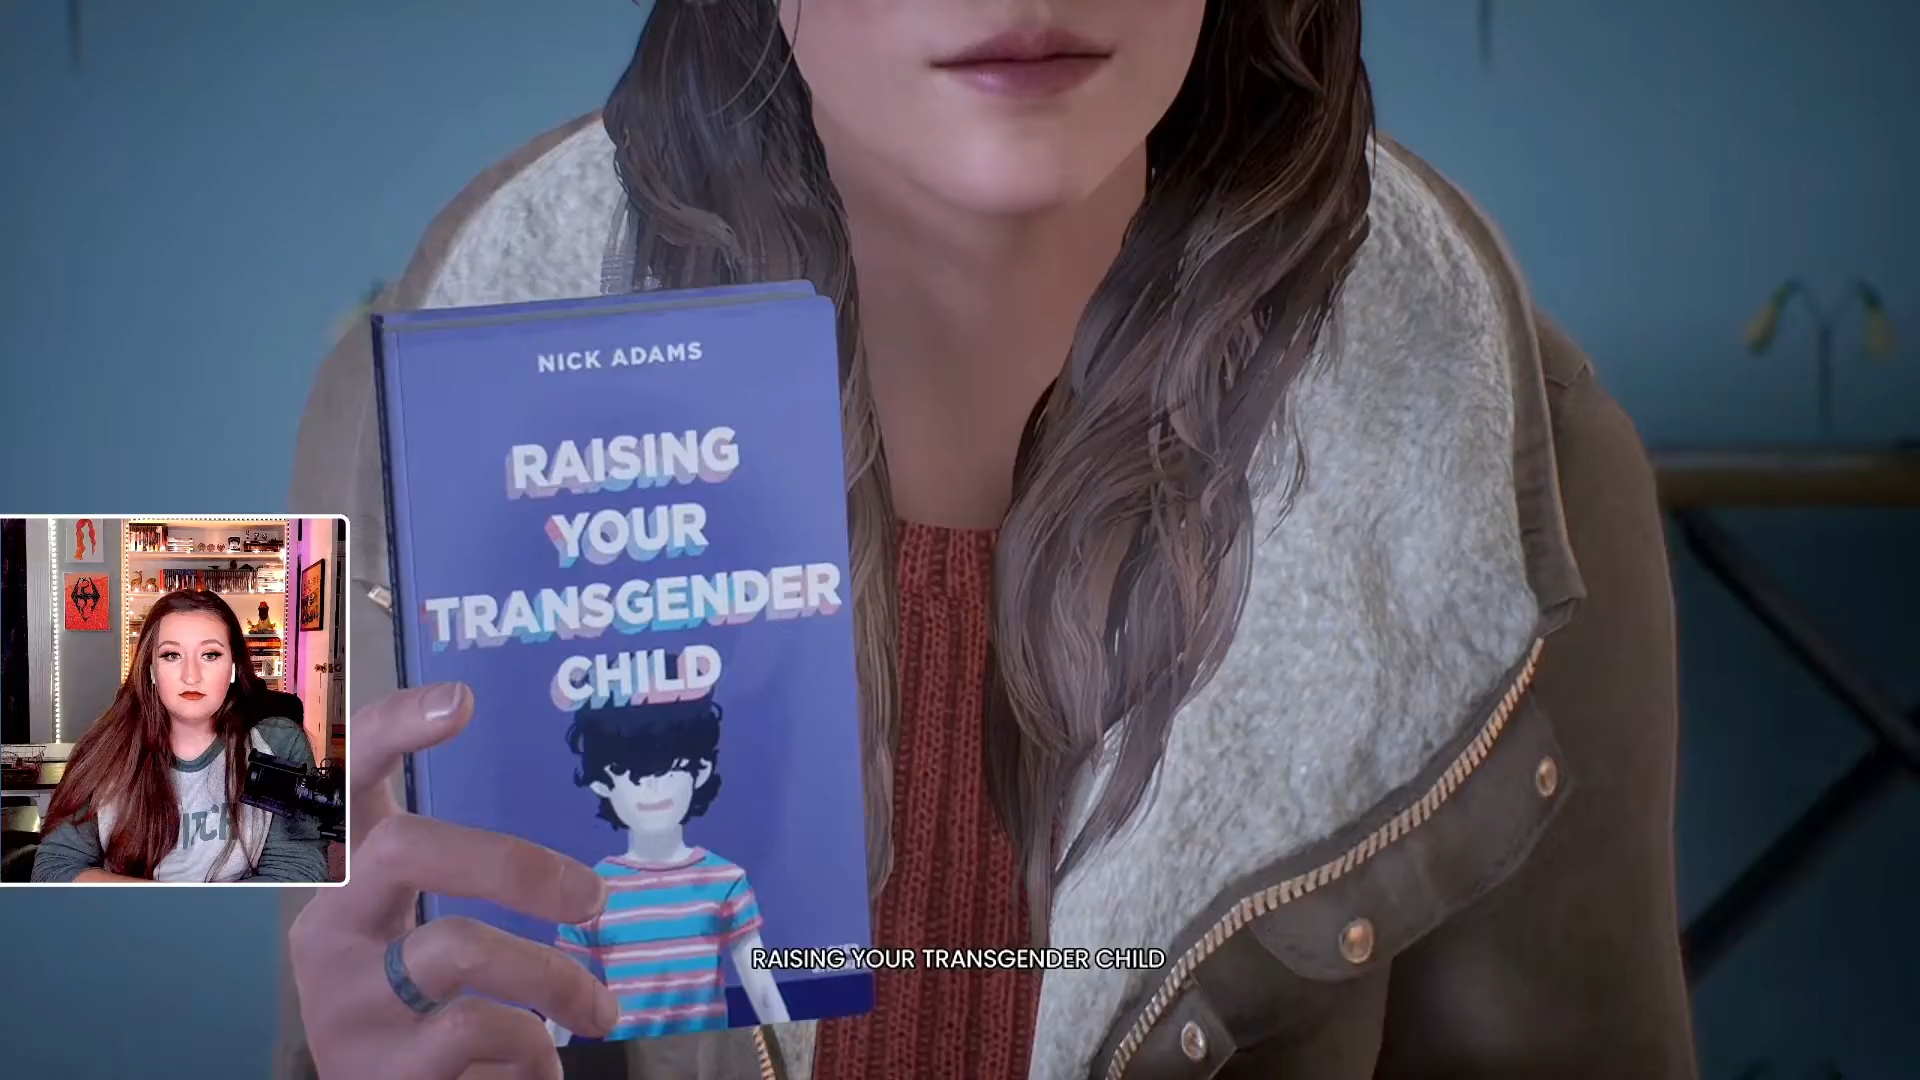 NICK ADAMS
RAISING
YOUR
TRANSGENDER
CHILD
RAISING YOUR TRANSGENDER CHILD